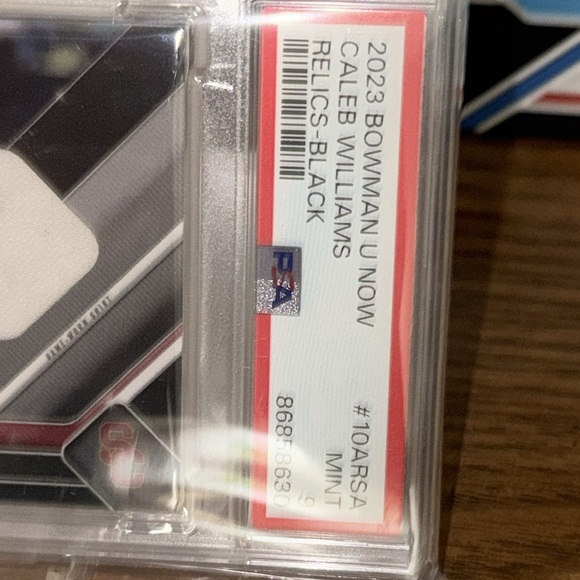 2023 BOWMAN U NOW #10ARSA
CALEB WILLIAMS MINT
RELICS-BLACK 9
86858630
PSA